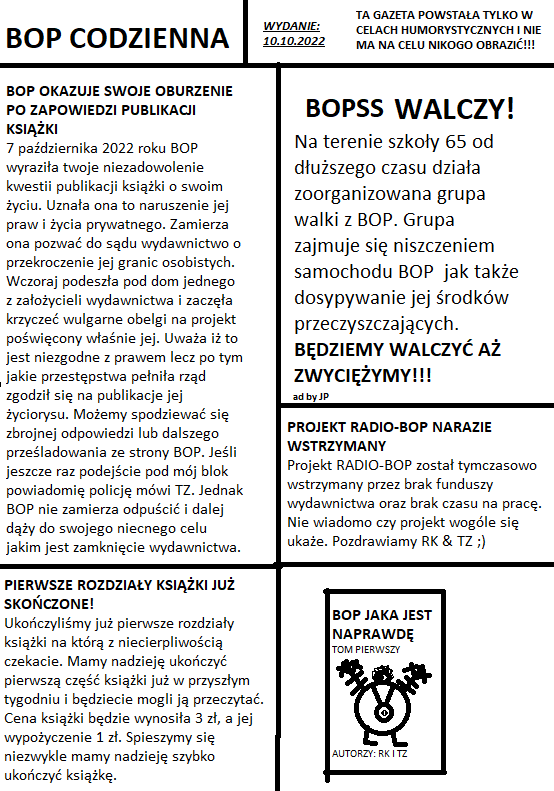 BOP CODZIENNA
WYDANIE:
10.10.2022
TA GAZETA POWSTAŁA TYLKO W
CELACH HUMORYSTYCZNYCH I NIE
MA NA CELU NIKOGO OBRAZIĆ!!!
BOP OKAZUJE SWOJE OBURZENIE
PO ZAPOWIEDZI PUBLIKACJI
KSIĄŻKI
7 października 2022 roku BOP
wyraziła twoje niezadowolenie
kwestii publikacji książki o swoim
życiu. Uznała ona to naruszenie jej
praw i życia prywatnego. Zamierza
ona pozwać do sądu wydawnictwo o
przekroczenie jej granic osobistych.
Wczoraj podeszła pod dom jednego
z założycieli wydawnictwa i zaczęła
krzyczeć wulgarne obelgi na projekt
poświęcony właśnie jej. Uważa iż to
jest niezgodne z prawem lecz po tym
jakie przestępstwa pełniła rząd
zgodził się na publikacje jej
życiorysu. Możemy spodziewać się
zbrojnej odpowiedzi lub dalszego
prześladowania ze strony BOP. Jeśli
jeszcze raz podejście pod mój blok
powiadomię policję mówi TZ. Jednak
BOP nie zamierza odpuścić i dalej
dąży do swojego niecnego celu
jakim jest zamknięcie wydawnictwa.
BOPSS WALCZY!
Na terenie szkoły 65 od
dłuższego czasu działa
zoorganizowana grupa
walki z BOP. Grupa
zajmuje się niszczeniem
samochodu BOP jak także
dosypywanie jej środków
przeczyszczających.
BĘDZIEMY WALCZYĆ AŻ
ZWYCIĘŻYMY!!!
ad by JP
PROJEKT RADIO-BOP NARAZIE
WSTRZYMANY
Projekt RADIO-BOP został tymczasowo
wstrzymany przez brak funduszy
wydawnictwa oraz brak czasu na pracę.
Nie wiadomo czy projekt wogóle się
ukaże. Pozdrawiamy RK & TZ ;)
PIERWSZE ROZDZIAŁY KSIĄŻKI JUŻ
SKOŃCZONE!
Ukończyliśmy już pierwsze rozdziały
książki na którą z niecierpliwością
czekacie. Mamy nadzieję ukończyć
pierwszą część książki już w przyszłym
tygodniu i będziecie mogli ją przeczytać.
Cena książki będzie wynosiła 3 zł, a jej
wypożyczenie 1 zł. Spieszymy się
niezwykle mamy nadzieję szybko
ukończyć książkę.
BOP JAKA JEST
NAPRAWDĘ
TOM PIERWSZY
AUTORZY: RK I TZ